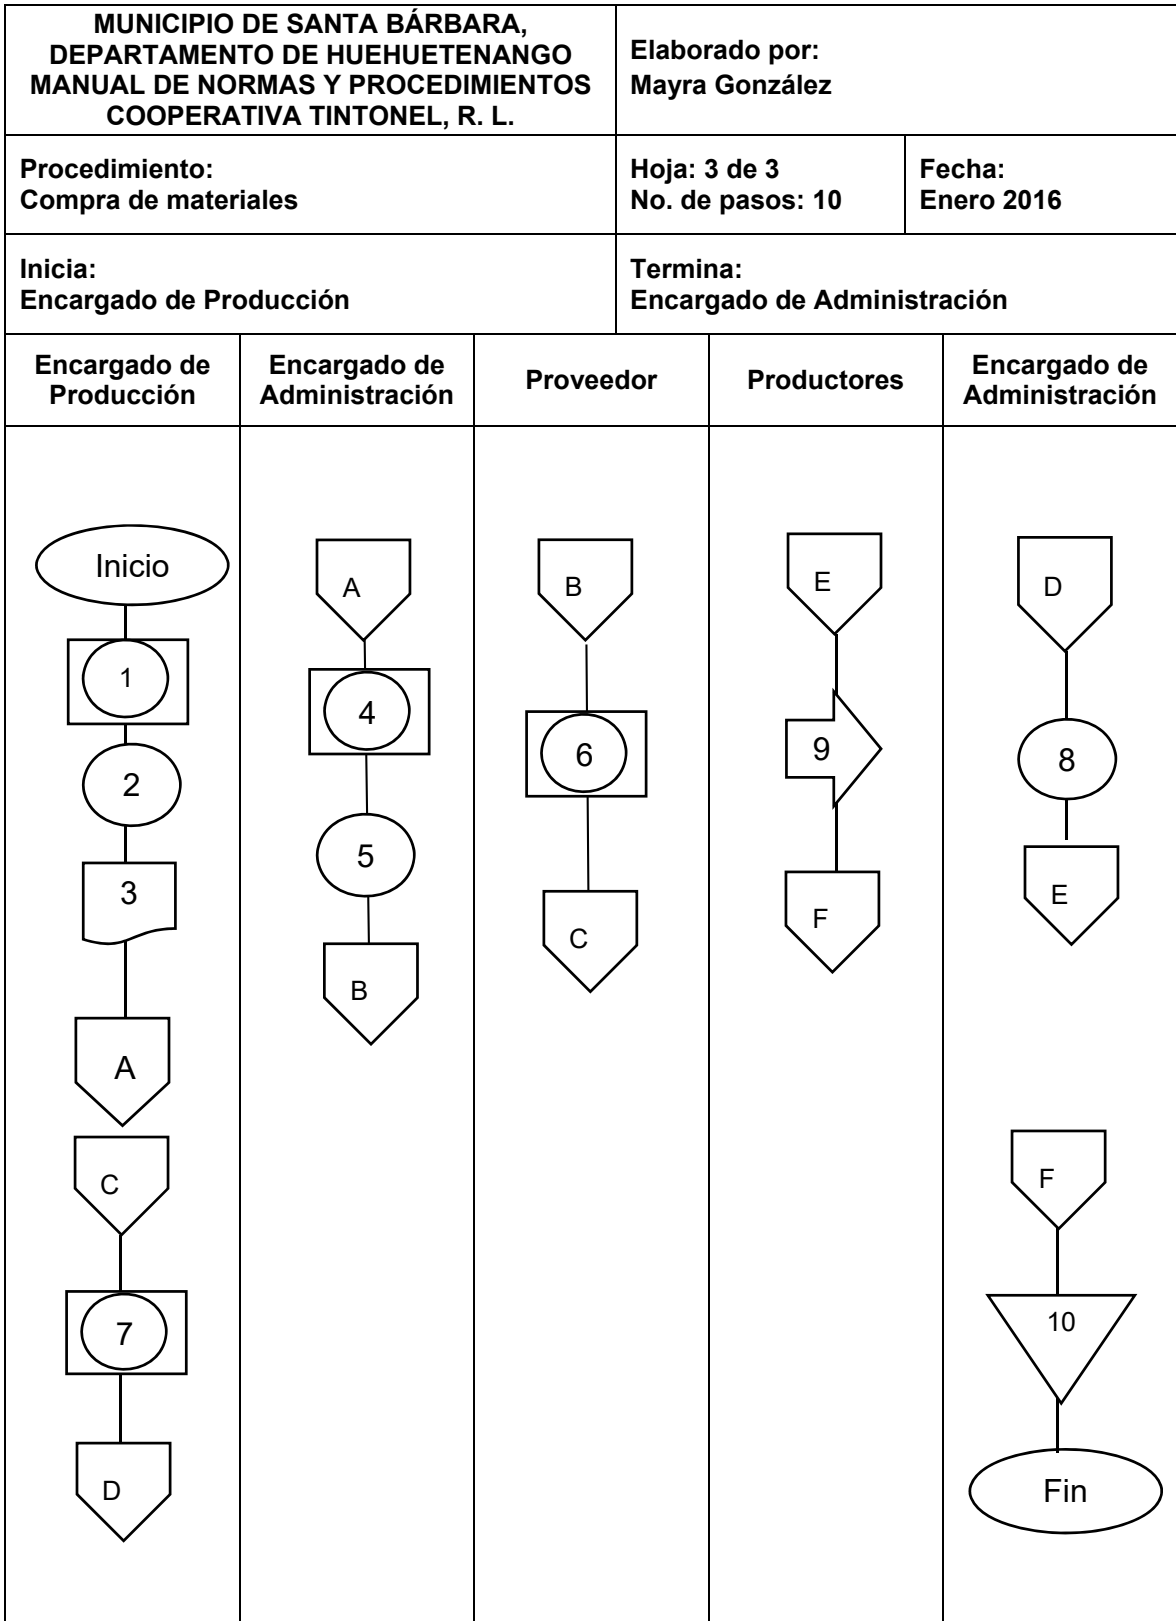 MUNICIPIO DE SANTA BÁRBARA,
DEPARTAMENTO DE HUEHUETENANGO
MANUAL DE NORMAS Y PROCEDIMIENTOS
COOPERATIVA TINTONEL, R. L.
Elaborado por:
Mayra González
Procedimiento:
Compra de materiales
Hoja: 3 de 3
No. de pasos: 10
Fecha:
Enero 2016
Inicia:
Encargado de Producción
Termina:
Encargado de Administración
Encargado de
Producción
Encargado de
Administración
Proveedor
Productores
Encargado de
Administración
Inicio
1
2
3
A
C
7
D
A
4
5
B
B
6
C
E
9
F
D
8
E
F
10
Fin